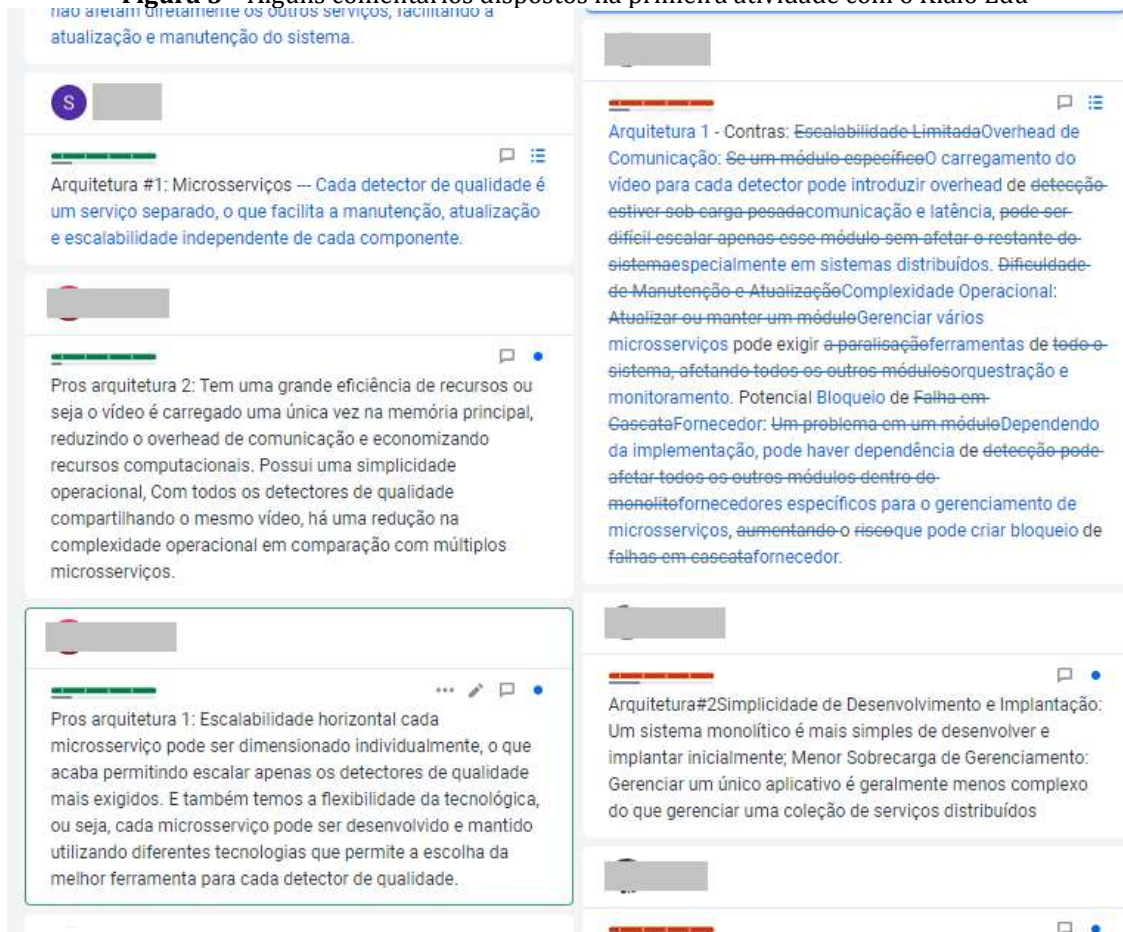 Figura 3 – Alguns comentários dispostos na primeira atividade com o Kialo Edu
não afetam diretamente os outros serviços, facilitando a
atualização e manutenção do sistema.
S
Arquitetura #1: Microsserviços --- Cada detector de qualidade é
um serviço separado, o que facilita a manutenção, atualização
e escalabilidade independente de cada componente.
Pros arquitetura 2: Tem uma grande eficiência de recursos ou
seja o vídeo é carregado uma única vez na memória principal,
reduzindo o overhead de comunicação e economizando
recursos computacionais. Possui uma simplicidade
operacional, Com todos os detectores de qualidade
compartilhando o mesmo vídeo, há uma redução na
complexidade operacional em comparação com múltiplos
microsserviços.
Pros arquitetura 1: Escalabilidade horizontal cada
microsserviço pode ser dimensionado individualmente, o que
acaba permitindo escalar apenas os detectores de qualidade
mais exigidos. E também temos a flexibilidade da tecnológica,
ou seja, cada microsserviço pode ser desenvolvido e mantido
utilizando diferentes tecnologias que permite a escolha da
melhor ferramenta para cada detector de qualidade.
Arquitetura 1 - Contras: Escalabilidade LimitadaOverhead de
Comunicação: Se um módulo específicoO carregamento do
vídeo para cada detector pode introduzir overhead de detecção
estiver sob carga pesadacomunicação e latência, pode ser
difícil escalar apenas esse módulo sem afetar o restante do
sistemaespecialmente em sistemas distribuídos. Dificuldade
de Manutenção e AtualizaçãoComplexidade Operacional:
Atualizar ou manter um móduloGerenciar vários
microsserviços pode exigir a paralisaçãoferramentas de todo o
sistema, afetando todos os outros módulosorquestração e
monitoramento. Potencial Bloqueio de Falha em
CascataFornecedor: Um problema em um móduloDependendo
da implementação, pode haver dependência de detecção pode
afetar todos os outros módulos dentro do
monolitofornecedores específicos para o gerenciamento de
microsserviços, aumentando o riscoque pode criar bloqueio de
falhas em cascatafornecedor.
Arquitetura#2Simplicidade de Desenvolvimento e Implantação:
Um sistema monolítico é mais simples de desenvolver e
implantar inicialmente; Menor Sobrecarga de Gerenciamento:
Gerenciar um único aplicativo é geralmente menos complexo
do que gerenciar uma coleção de serviços distribuídos